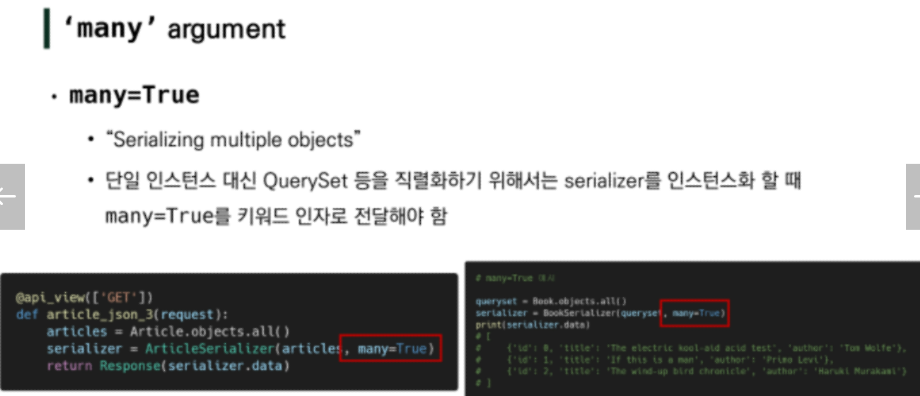 ‘many’ argument
• many=True
• “Serializing multiple objects”
• 단일 인스턴스 대신 QuerySet 등을 직렬화하기 위해서는 serializer를 인스턴스화 할 때
many=True를 키워드 인자로 전달해야 함
@api_view(['GET'])
def article_json_3(request):
    articles = Article.objects.all()
    serializer = ArticleSerializer(articles, many=True)
    return Response(serializer.data)
# many=True 예시
queryset = Book.objects.all()
serializer = BookSerializer(queryset, many=True)
print(serializer.data)
# [
#     {'id': 0, 'title': 'The electric kool-aid acid test', 'author': 'Tom Wolfe'},
#     {'id': 1, 'title': 'If this is a man', 'author': 'Primo Levi'},
#     {'id': 2, 'title': 'The wind-up bird chronicle', 'author': 'Haruki Murakami'}
# ]